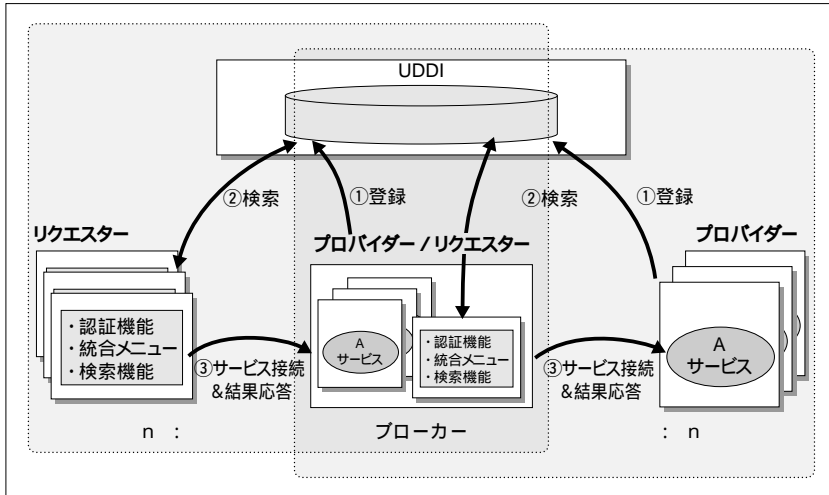 UDDI
②検索
①登録
②検索
①登録
リクエスター
プロバイダー / リクエスター
プロバイダー
・認証機能
・統合メニュー
・検索機能
③サービス接続
&結果応答
A
サービス
・認証機能
・統合メニュー
・検索機能
③サービス接続
&結果応答
A
サービス
n :
ブローカー
: n